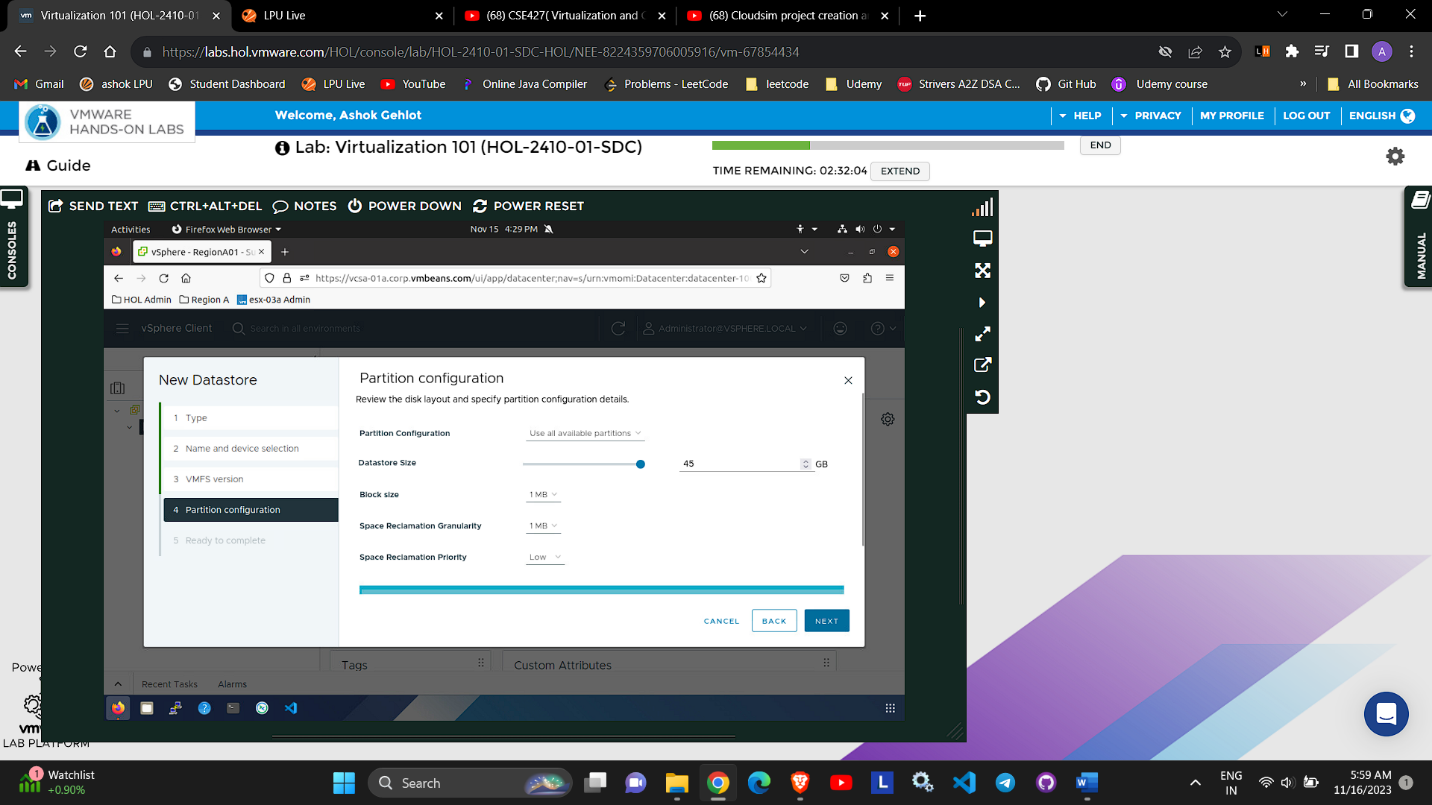 Virtualization 101 (HOL-2410-01
LPU Live
(68) CSE427( Virtualization and C
(68) Cloudsim project creation a
https://labs.hol.vmware.com/HOL/console/lab/HOL-2410-01-SDC-HOL/NEE-8224359706005916/vm-67854434
A
Gmail
ashok LPU
Student Dashboard
LPU Live
YouTube
Online Java Compiler
Problems - LeetCode
leetcode
Udemy
Strivers A2Z DSA C...
Git Hub
Udemy course
»
All Bookmarks
VMWARE
HANDS-ON LABS
Welcome, Ashok Gehlot
HELP
PRIVACY
MY PROFILE
LOG OUT
ENGLISH
Guide
Lab: Virtualization 101 (HOL-2410-01-SDC)
END
TIME REMAINING: 02:32:04
EXTEND
CONSOLES
MANUAL
SEND TEXT
CTRL+ALT+DEL
NOTES
POWER DOWN
POWER RESET
Activities
Firefox Web Browser
Nov 15 4:29 PM
vSphere - RegionA01 - Su
https://vcsa-01a.corp.vmbeans.com/ui/app/datacenter;nav=s/urn:vmomi:Datacenter:datacenter-10
HOL Admin
Region A
esx-03a Admin
vSphere Client
Search in all environments
Administrator@VSPHERE.LOCAL
New Datastore
1 Type
2 Name and device selection
3 VMFS version
4 Partition configuration
5 Ready to complete
Partition configuration
Review the disk layout and specify partition configuration details.
Partition Configuration
Use all available partitions
Datastore Size
45
GB
Block size
1 MB
Space Reclamation Granularity
1 MB
Space Reclamation Priority
Low
CANCEL
BACK
NEXT
Tags
Custom Attributes
Recent Tasks
Alarms
Powe
vmw
LAB PLATFORM
1
Watchlist
+0.90%
Search
L
ENG
IN
5:59 AM
11/16/2023
1